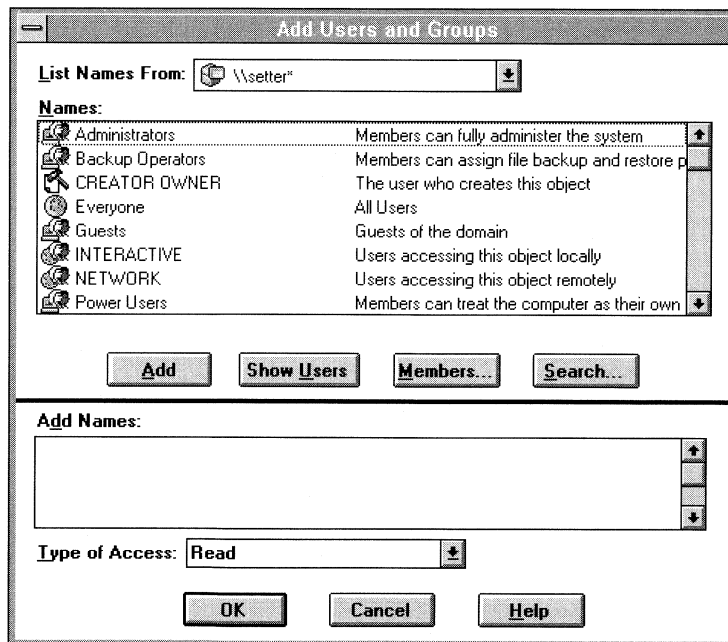 Add Users and Groups
List Names From: \\setter*
Names:
Administrators Members can fully administer the system
Backup Operators Members can assign file backup and restore p
CREATOR OWNER The user who creates this object
Everyone All Users
Guests Guests of the domain
INTERACTIVE Users accessing this object locally
NETWORK Users accessing this object remotely
Power Users Members can treat the computer as their own
Add Show Users Members... Search...
Add Names:
Type of Access: Read
OK Cancel Help